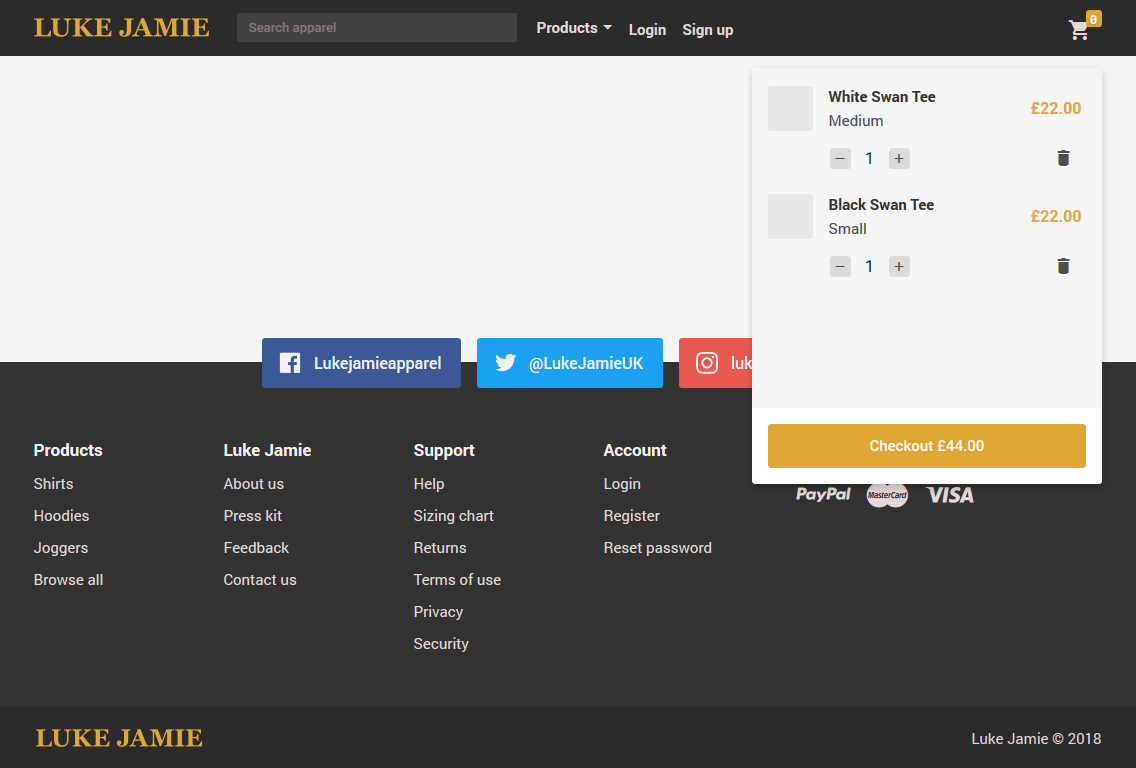 LUKE JAMIE
Search apparel
Products
Login
Sign up
0
White Swan Tee
£22.00
Medium
− 1 +
Black Swan Tee
£22.00
Small
− 1 +
Checkout £44.00
Lukejamieapparel
@LukeJamieUK
Products
Shirts
Hoodies
Joggers
Browse all
Luke Jamie
About us
Press kit
Feedback
Contact us
Support
Help
Sizing chart
Returns
Terms of use
Privacy
Security
Account
Login
Register
Reset password
PayPal
MasterCard
VISA
LUKE JAMIE
Luke Jamie © 2018